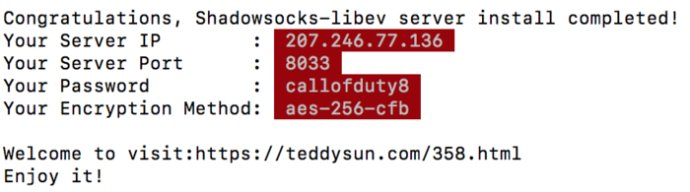 Congratulations, Shadowsocks-libev server install completed!
Your Server IP        :  207.246.77.136
Your Server Port      :  8033
Your Password         :  callofduty8
Your Encryption Method:  aes-256-cfb
Welcome to visit:https://teddysun.com/358.html
Enjoy it!